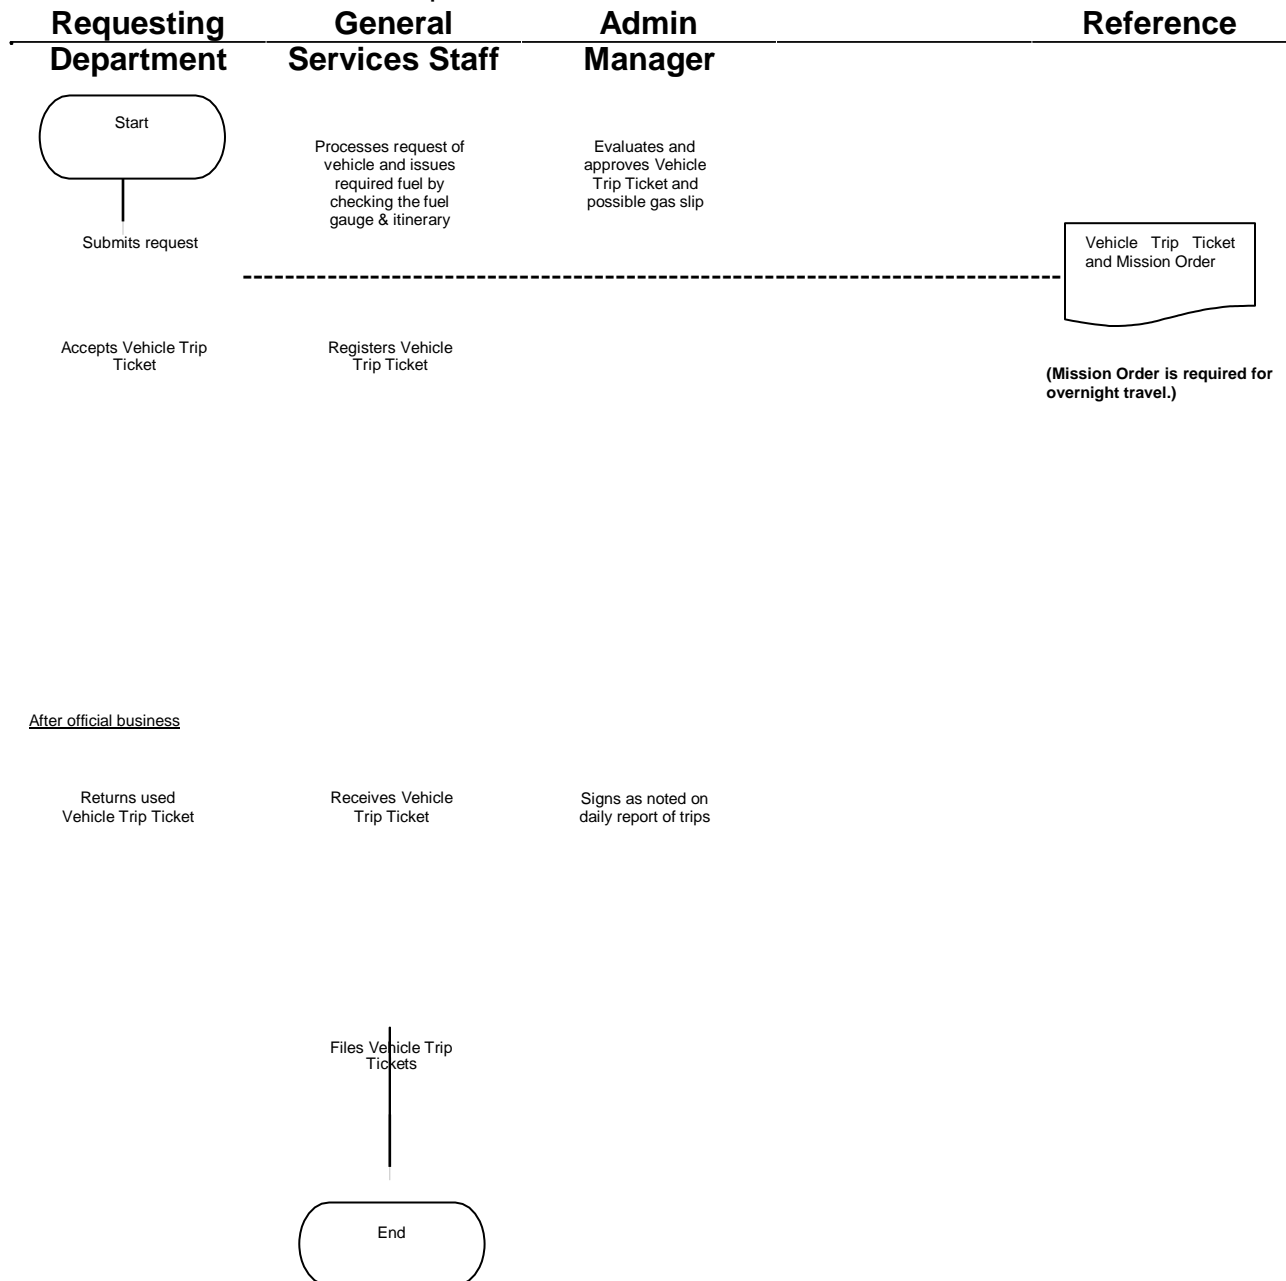 Requesting
Department
General
Services Staff
Admin
Manager
Reference
Start
Processes request of
vehicle and issues
required fuel by
checking the fuel
gauge & itinerary
Evaluates and
approves Vehicle
Trip Ticket and
possible gas slip
Submits request
Vehicle Trip Ticket
and Mission Order
Accepts Vehicle Trip
Ticket
Registers Vehicle
Trip Ticket
(Mission Order is required for
overnight travel.)
After official business
Returns used
Vehicle Trip Ticket
Receives Vehicle
Trip Ticket
Signs as noted on
daily report of trips
Files Vehicle Trip
Tickets
End